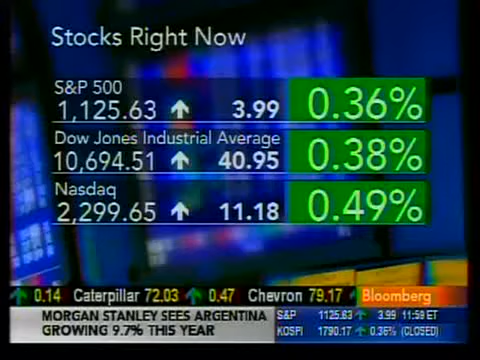 Stocks Right Now
S&P 500
1,125.63 ↑ 3.99 0.36%
Dow Jones Industrial Average
10,694.51 ↑ 40.95 0.38%
Nasdaq
2,299.65 ↑ 11.18 0.49%
↑ 0.14 Caterpillar 72.03 ↑ 0.47 Chevron 79.17 Bloomberg
MORGAN STANLEY SEES ARGENTINA
GROWING 9.7% THIS YEAR
S&P 1125.63 ↑ 3.99 11:59 ET
KOSPI 1790.17 ↑ 0.36% (CLOSED)